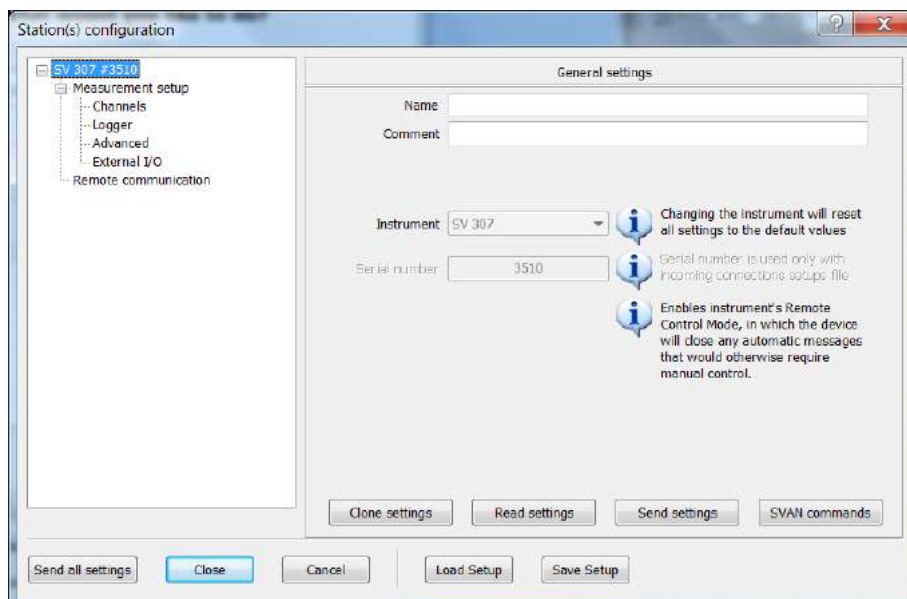 Station(s) configuration
SV 307 #3510
Measurement setup
Channels
Logger
Advanced
External I/O
Remote communication
General settings
Name
Comment
Instrument
SV 307
Changing the instrument will reset
all settings to the default values
Serial number
3510
Serial number is used only with
incoming connections setups file
Enables instrument's Remote
Control Mode, in which the device
will close any automatic messages
that would otherwise require
manual control.
Clone settings
Read settings
Send settings
SVAN commands
Send all settings
Close
Cancel
Load Setup
Save Setup